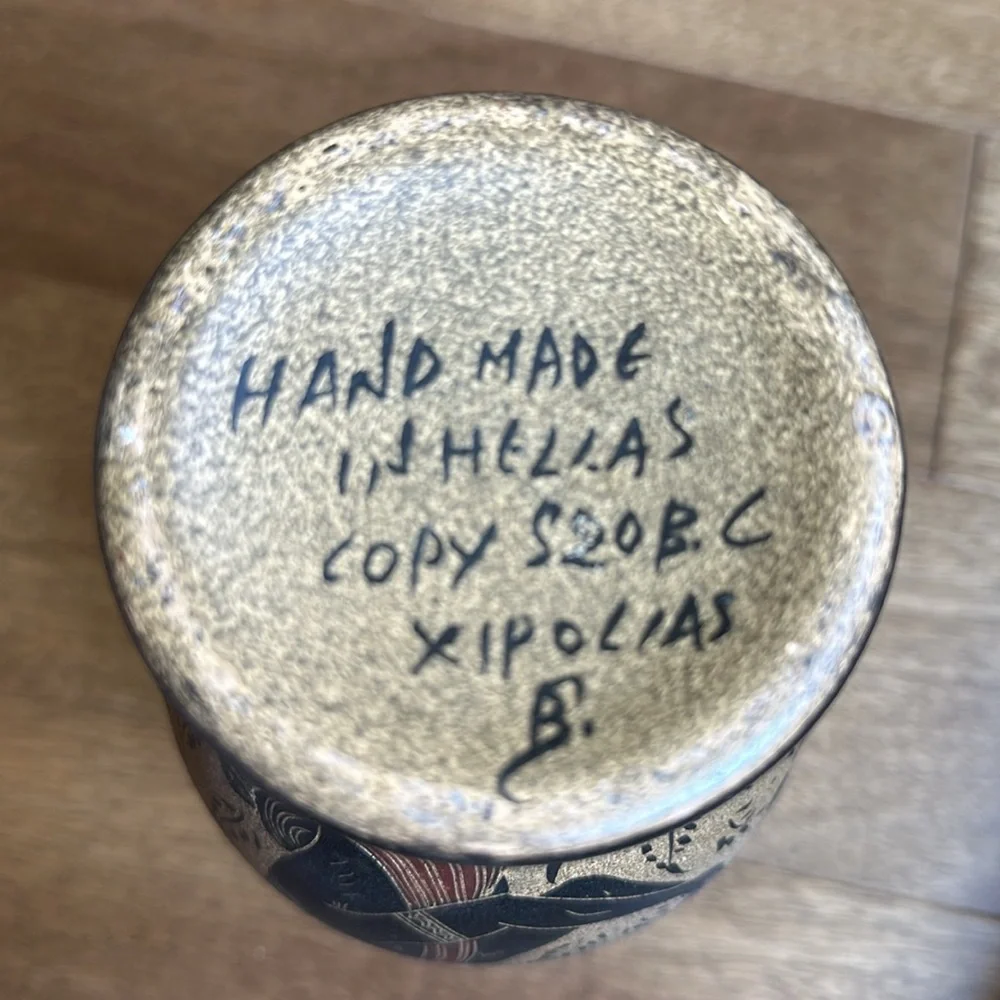 HAND MADE
IN HELLAS
COPY 520 B.C
XIPOLIAS
B.